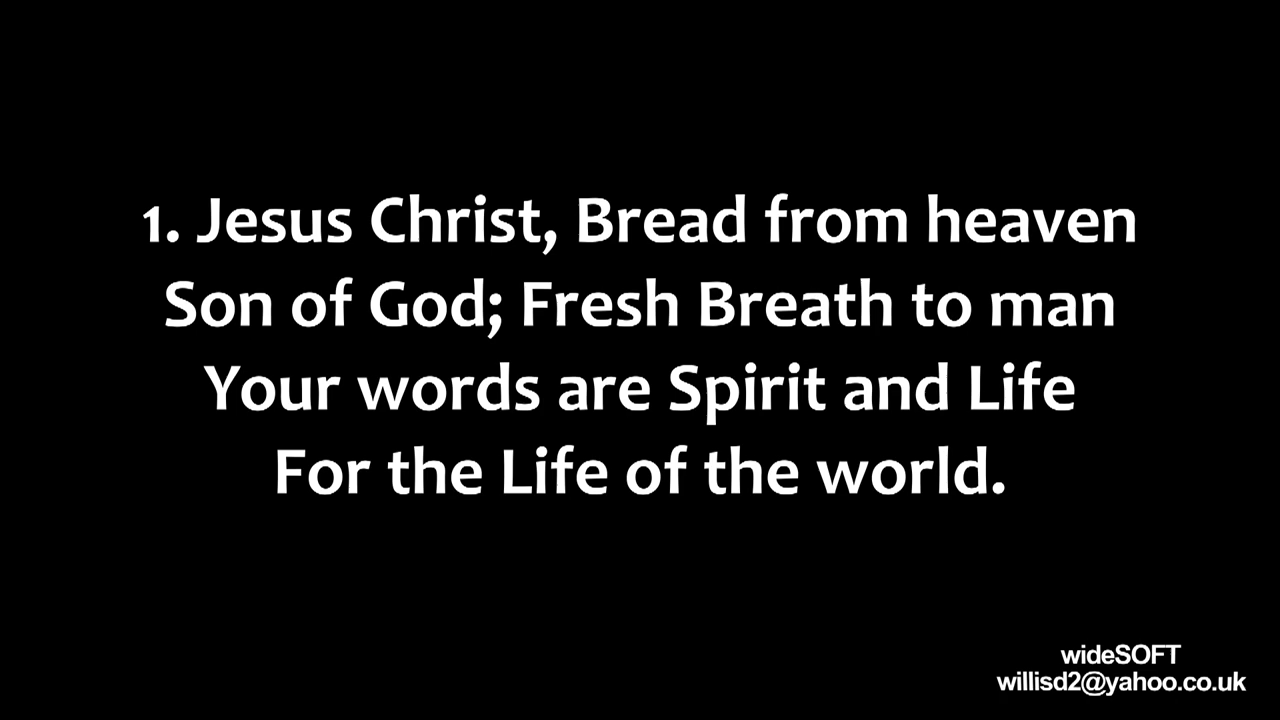 1. Jesus Christ, Bread from heaven
Son of God; Fresh Breath to man
Your words are Spirit and Life
For the Life of the world.
wideSOFT
willisd2@yahoo.co.uk